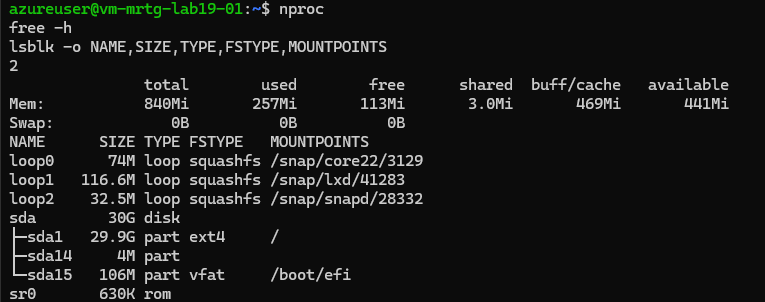 azureuser@vm-mrtg-lab19-01:~$ nproc
free -h
lsblk -o NAME,SIZE,TYPE,FSTYPE,MOUNTPOINTS
2
               total        used        free      shared  buff/cache   available
Mem:           840Mi       257Mi       113Mi       3.0Mi       469Mi       441Mi
Swap:             0B          0B          0B
NAME      SIZE TYPE FSTYPE   MOUNTPOINTS
loop0      74M loop squashfs /snap/core22/3129
loop1   116.6M loop squashfs /snap/lxd/41283
loop2    32.5M loop squashfs /snap/snapd/28332
sda        30G disk
├─sda1   29.9G part ext4     /
├─sda14     4M part
└─sda15   106M part vfat     /boot/efi
sr0       630K rom